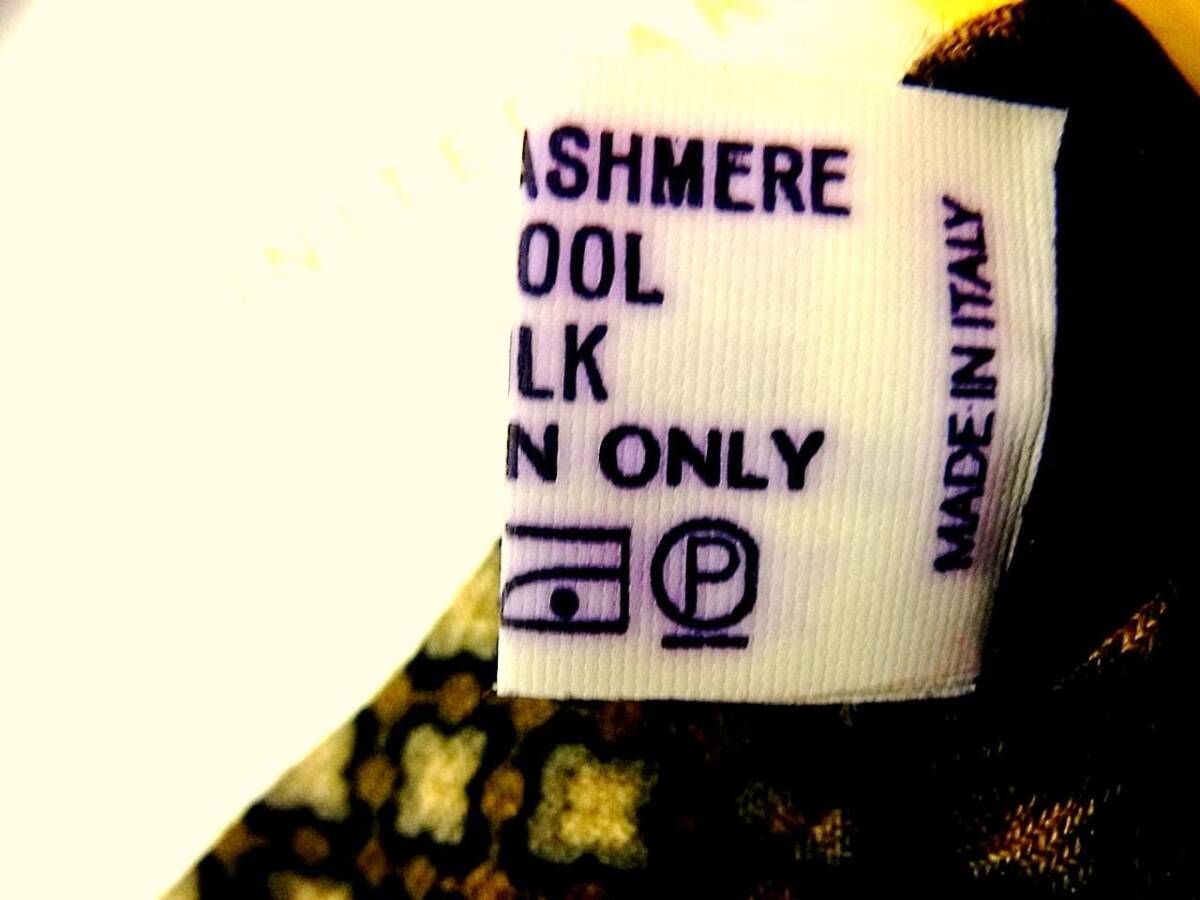 ASHMERE
OOL
LK
N ONLY
P
MADE IN ITALY